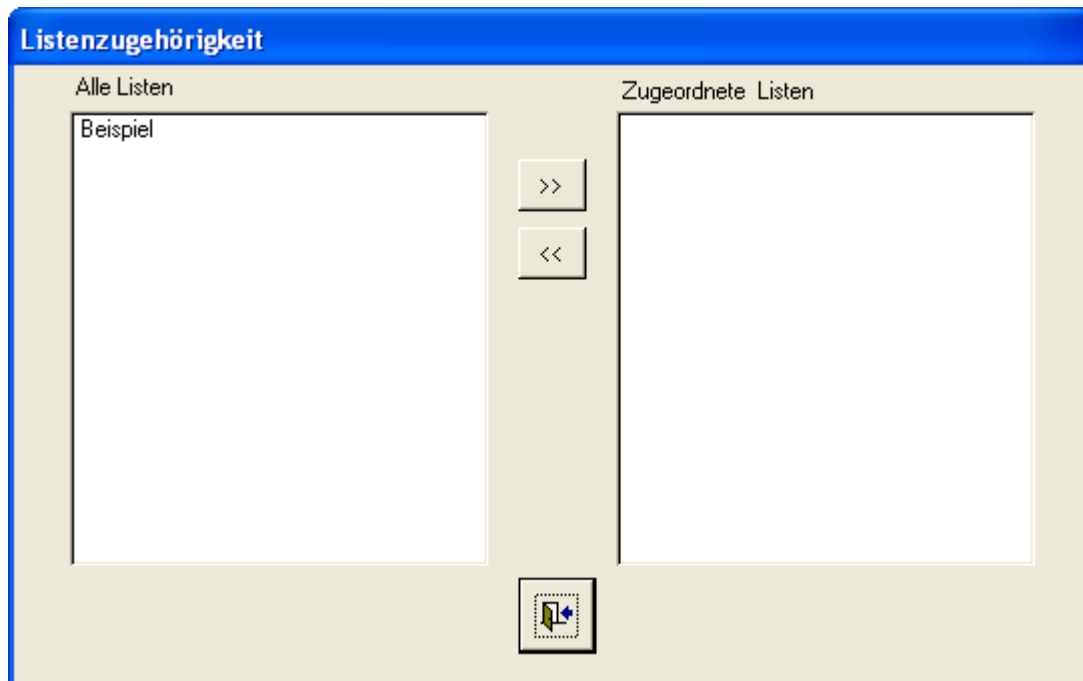 Listenzugehörigkeit
Alle Listen
Zugeordnete Listen
Beispiel
>>
<<